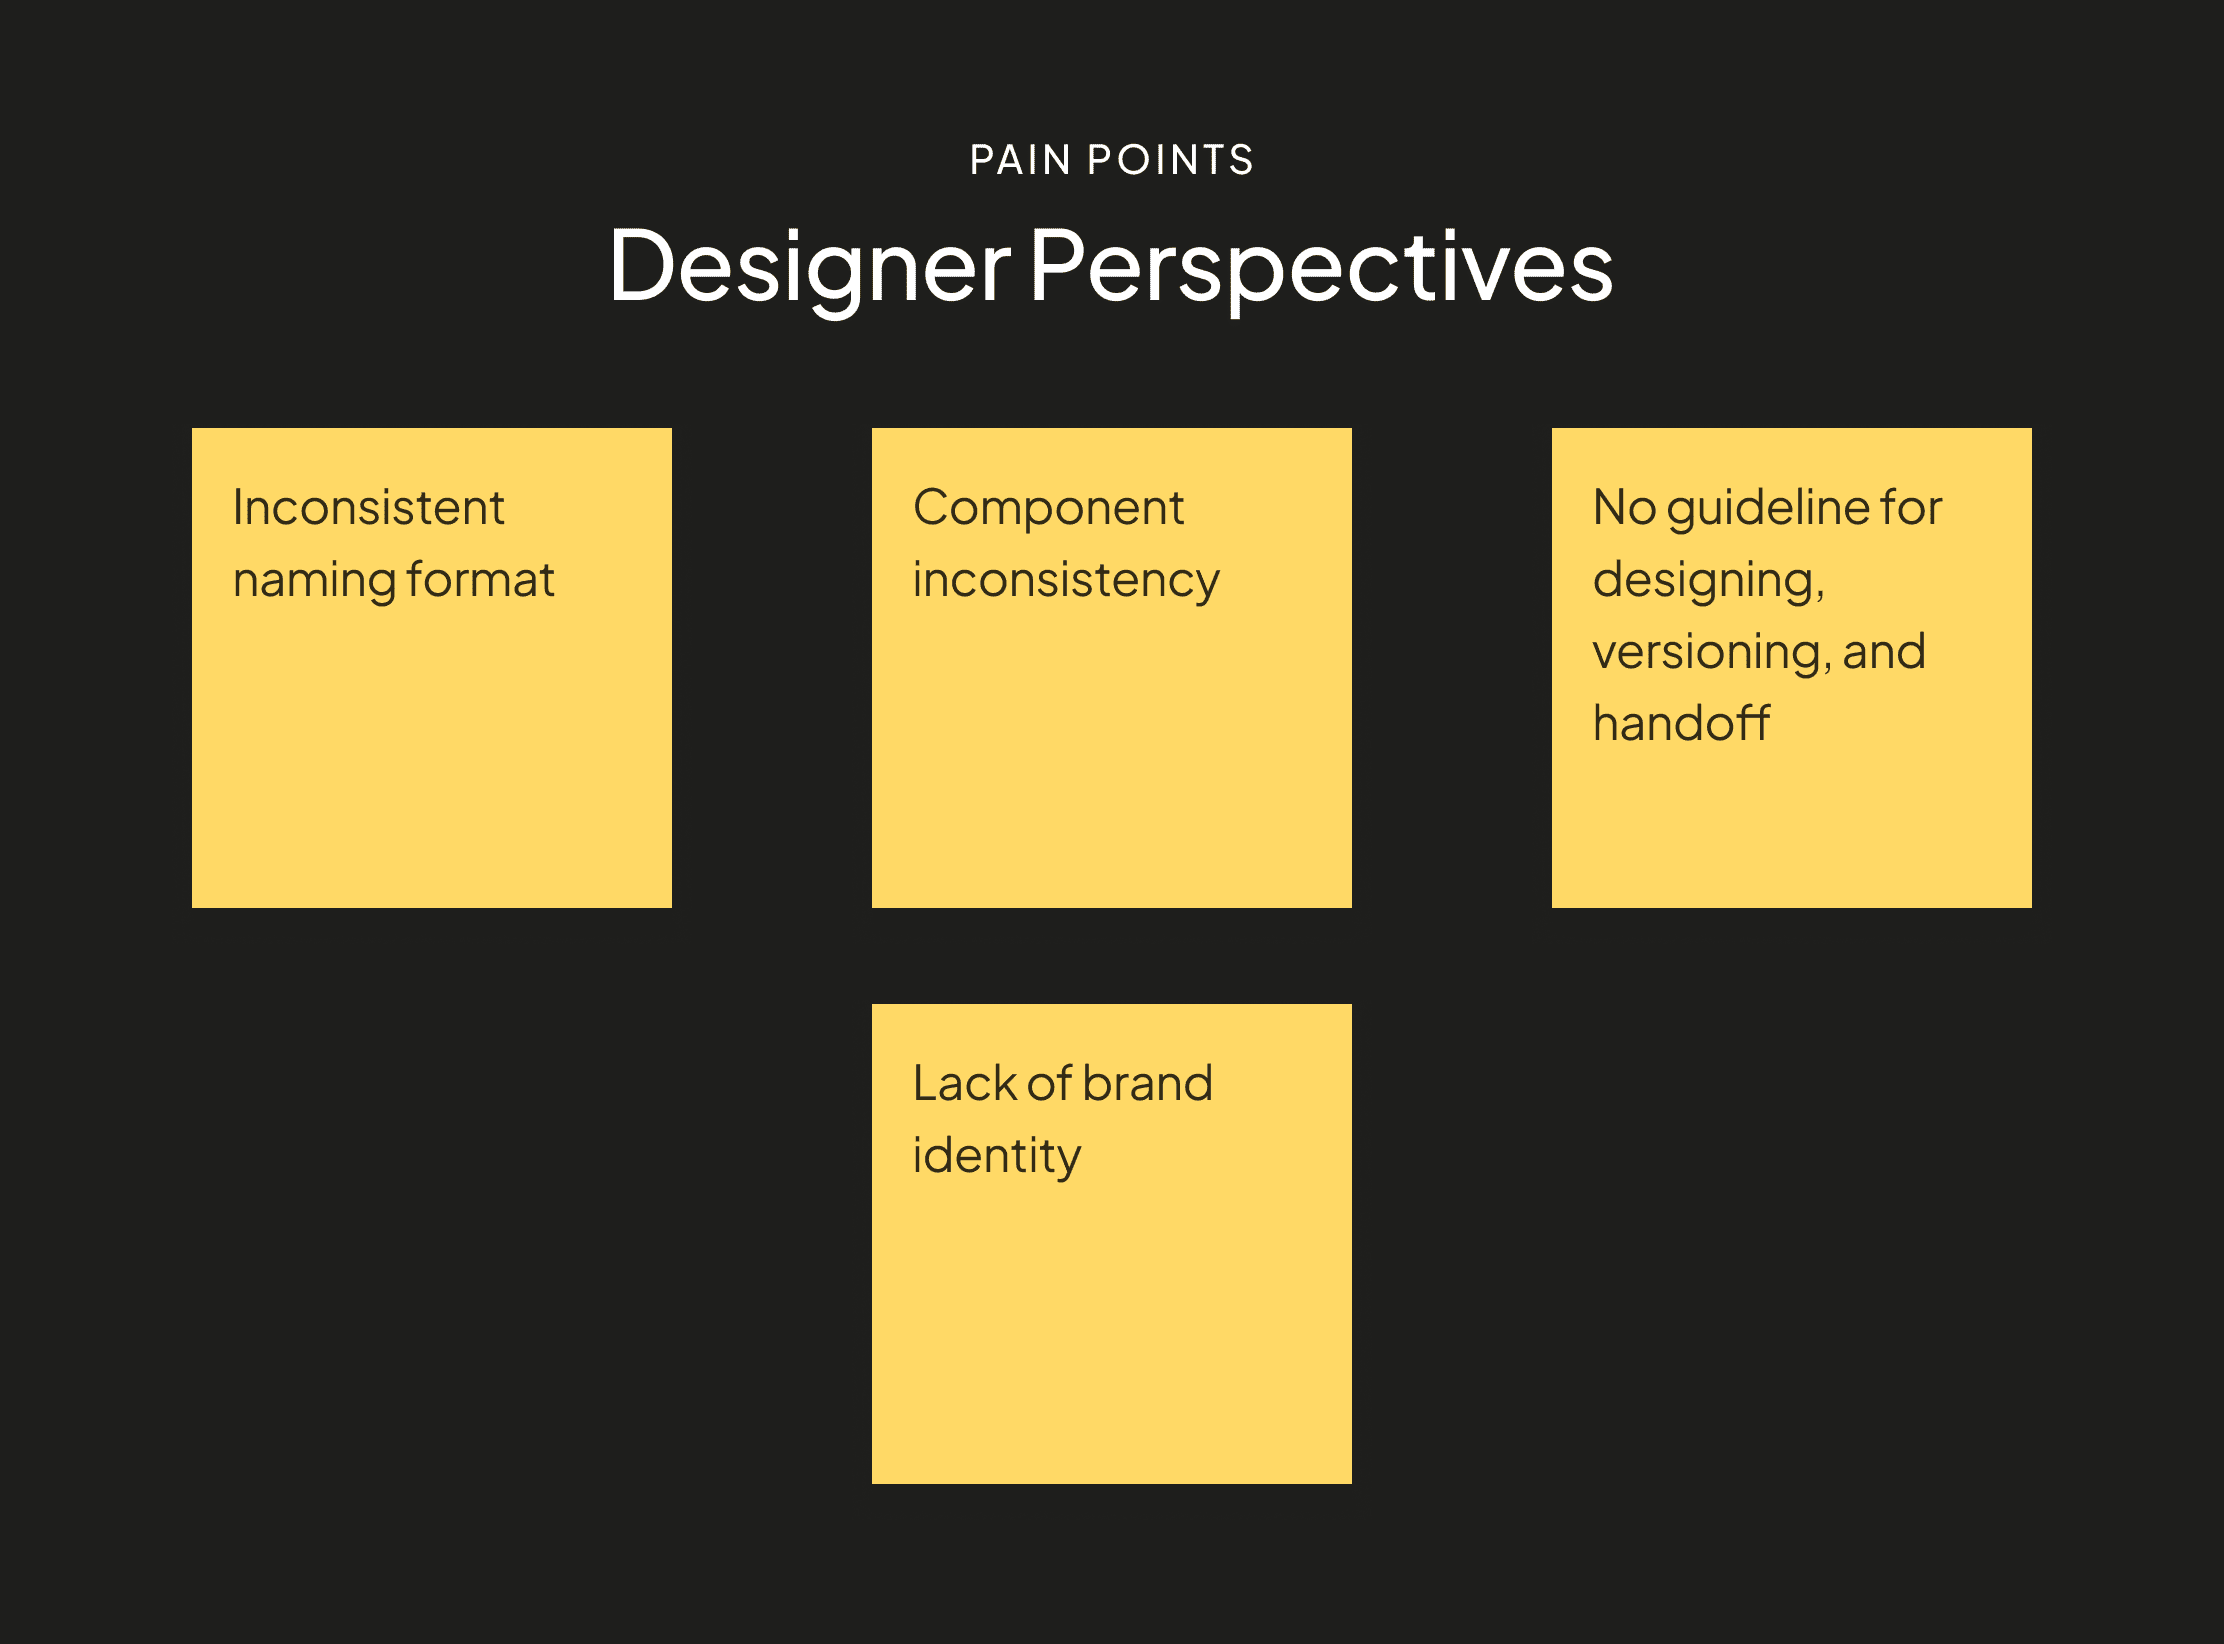 PAIN POINTS
Designer Perspectives
Inconsistent
naming format
Component
inconsistency
No guideline for
designing,
versioning, and
handoff
Lack of brand
identity